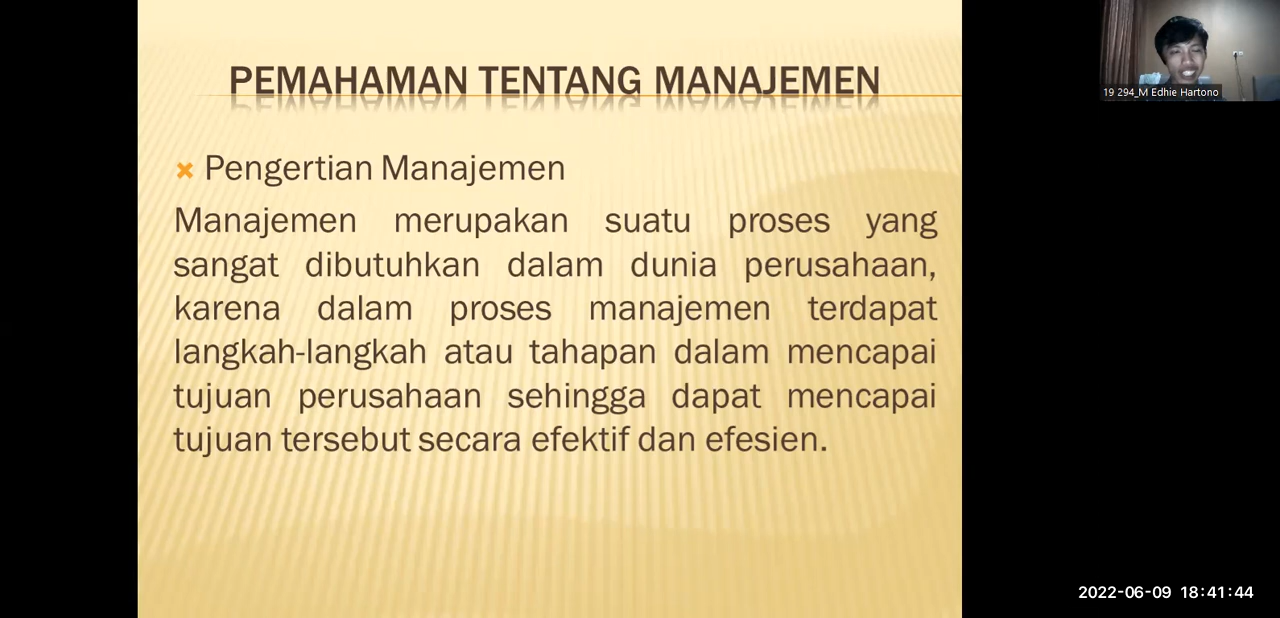 PEMAHAMAN TENTANG MANAJEMEN
Pengertian Manajemen
Manajemen merupakan suatu proses yang
sangat dibutuhkan dalam dunia perusahaan,
karena dalam proses manajemen terdapat
langkah-langkah atau tahapan dalam mencapai
tujuan perusahaan sehingga dapat mencapai
tujuan tersebut secara efektif dan efesien.
19 294_M Edhie Hartono
2022-06-09 18:41:44